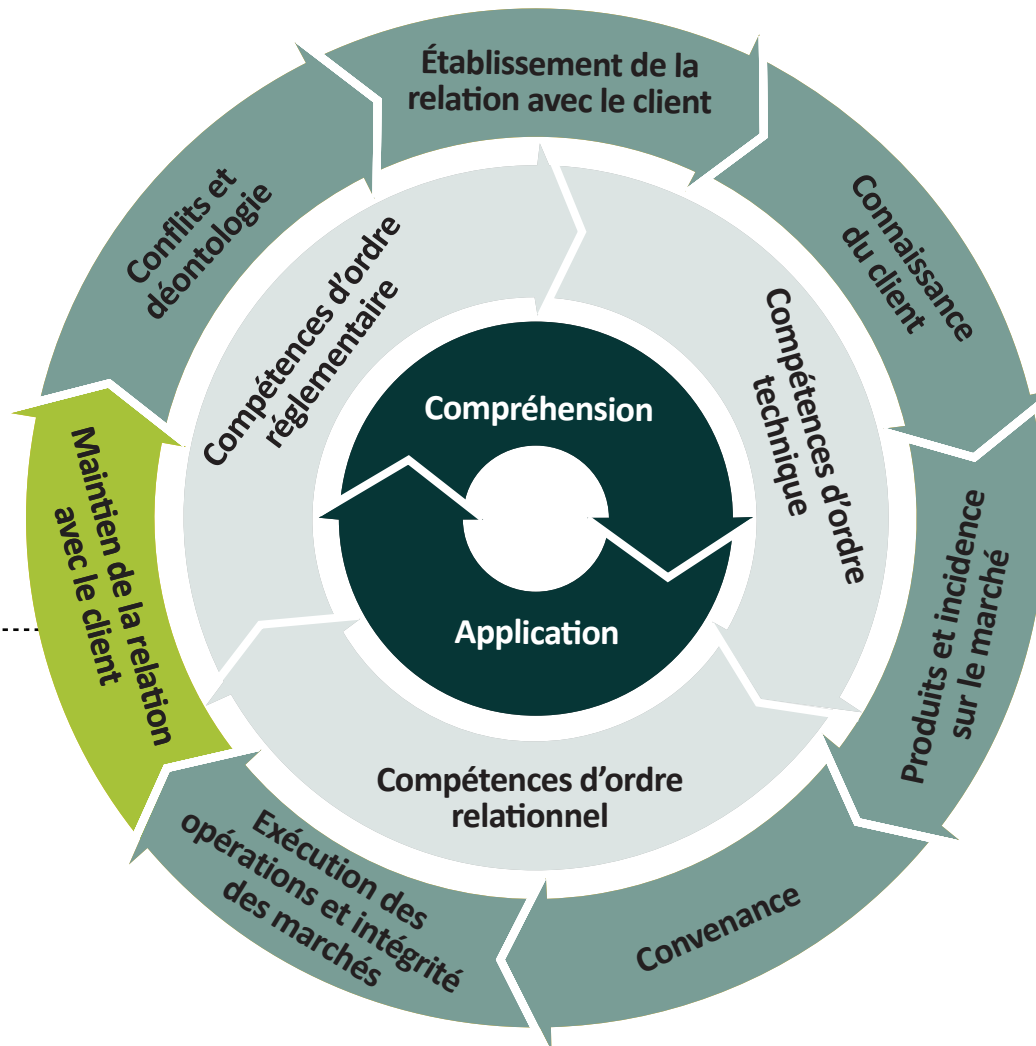 Établissement de la
relation avec le client
Connaissance
du client
Produits et incidence
sur le marché
Convenance
Exécution des
opérations et intégrité
des marchés
Maintien de la relation
avec le client
Conflits et
déontologie
Compétences d'ordre
réglementaire
Compétences d'ordre
technique
Compétences d’ordre
relationnel
Compréhension
Application